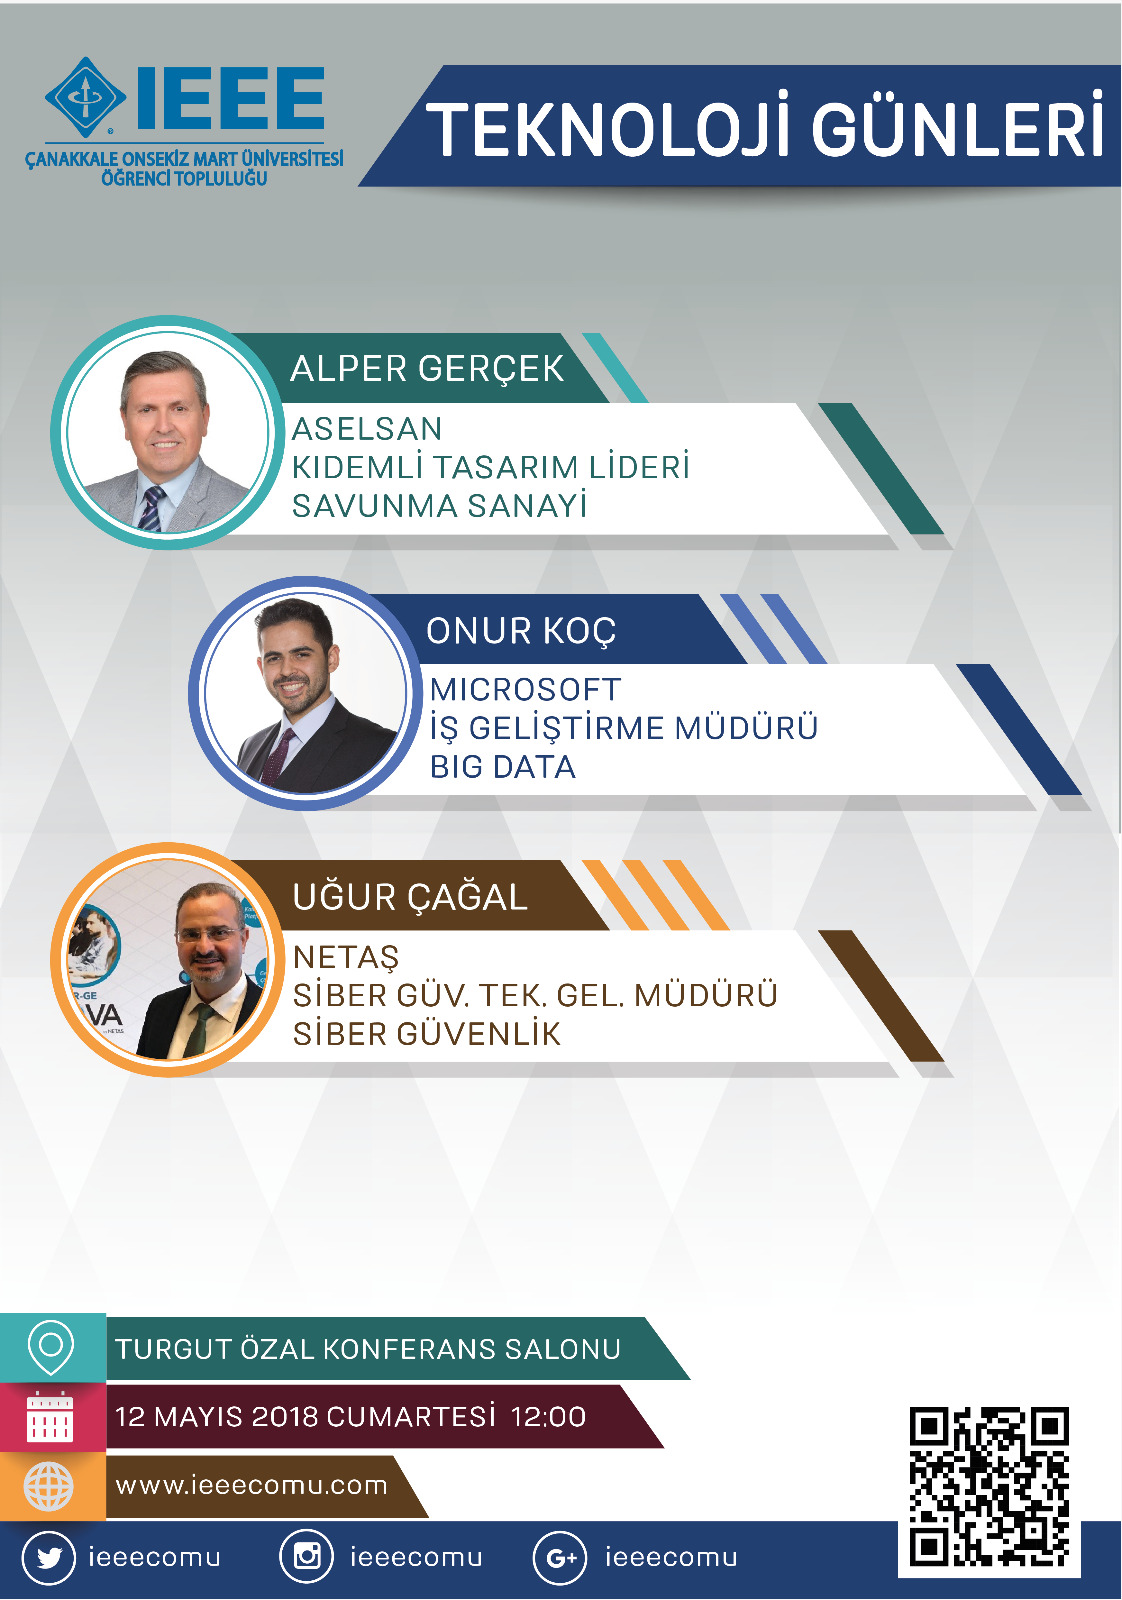 IEEE
ÇANAKKALE ONSEKİZ MART ÜNİVERSİTESİ
ÖĞRENCİ TOPLULUĞU
TEKNOLOJİ GÜNLERİ
ALPER GERÇEK
ASELSAN
KIDEMLİ TASARIM LİDERİ
SAVUNMA SANAYİ
ONUR KOÇ
MICROSOFT
İŞ GELİŞTİRME MÜDÜRÜ
BIG DATA
UĞUR ÇAĞAL
NETAŞ
SİBER GÜV. TEK. GEL. MÜDÜRÜ
SİBER GÜVENLİK
R-GE
VA
NETAŞ
TURGUT ÖZAL KONFERANS SALONU
12 MAYIS 2018 CUMARTESİ 12:00
www.ieeecomu.com
ieeecomu
ieeecomu
G+ ieeecomu